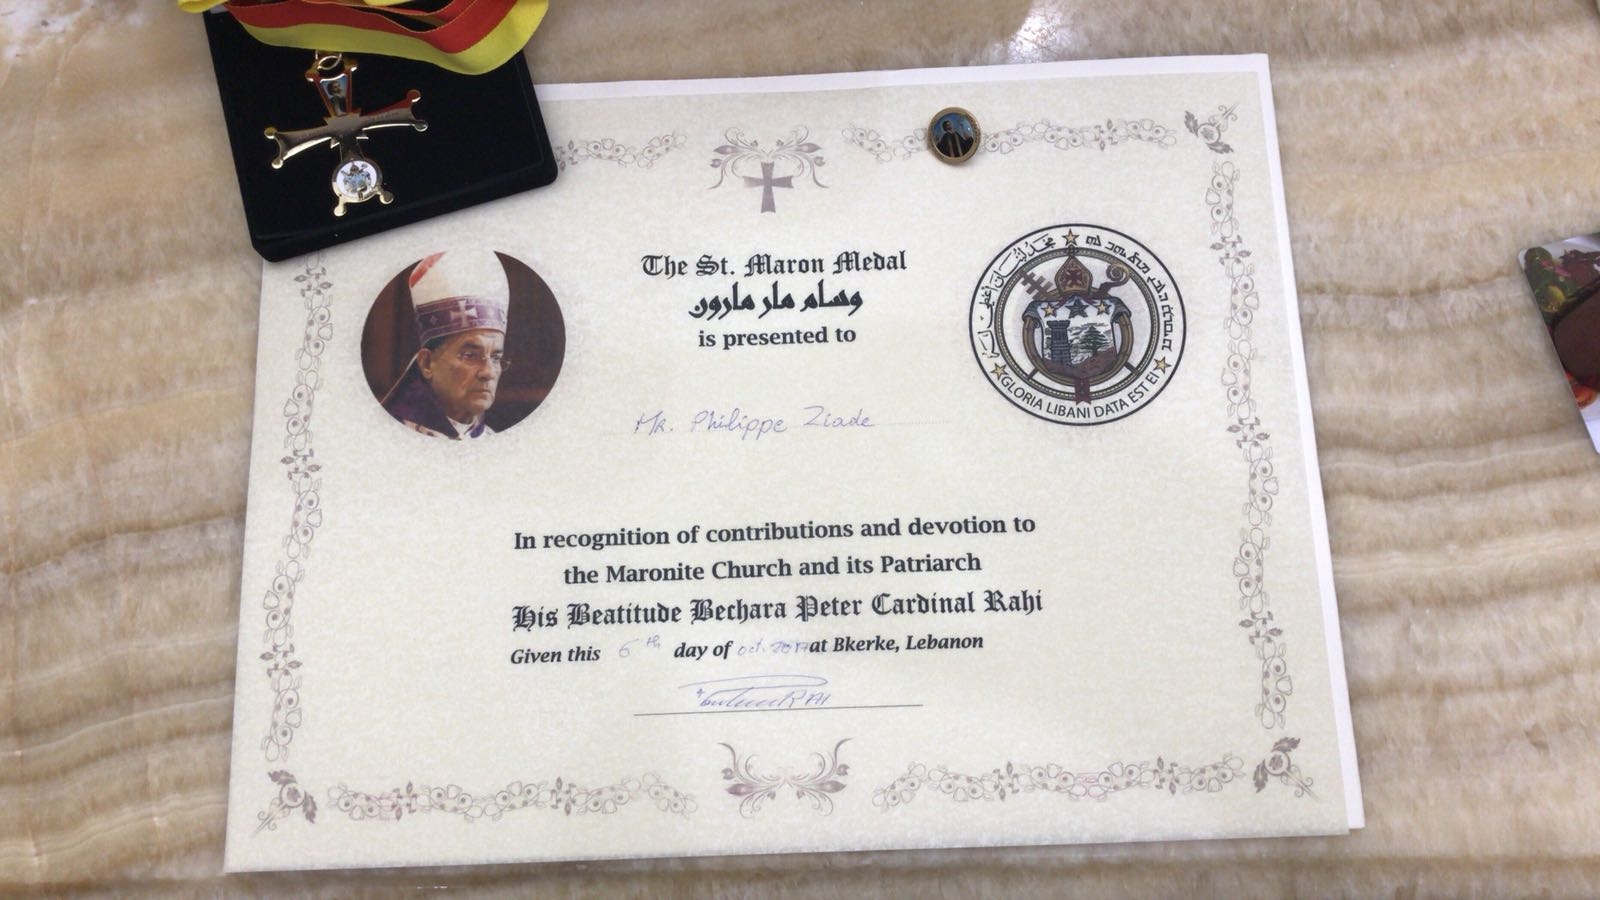 The St. Maron Medal
وسام مار مارون
is presented to
Mr. Philippe Ziade
GLORIA LIBANI DATA EST EI
In recognition of contributions and devotion to
the Maronite Church and its Patriarch
His Beatitude Bechara Peter Cardinal Rahi
Given this 6th day of oct. 2017 at Bkerke, Lebanon